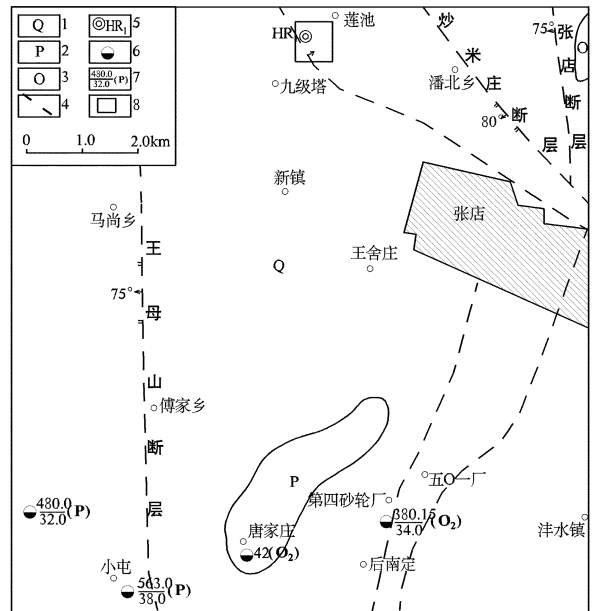 Q 1
P 2
O 3
4
HR1 5
6
480.0
32.0 (P) 7
8
0 1.0 2.0km
HR
莲池
九级塔
炒米庄断层
潘北乡
80°
75°
张店断层
O
新镇
张店
马尚乡
王舍庄
Q
75°
王母山断层
傅家乡
P
五O一厂
第四砂轮厂
480.0
32.0 (P)
380.15
34.0 (O₂)
唐家庄
42(O₂)
沣水镇
小屯
后南定
563.0
38.0 (P)